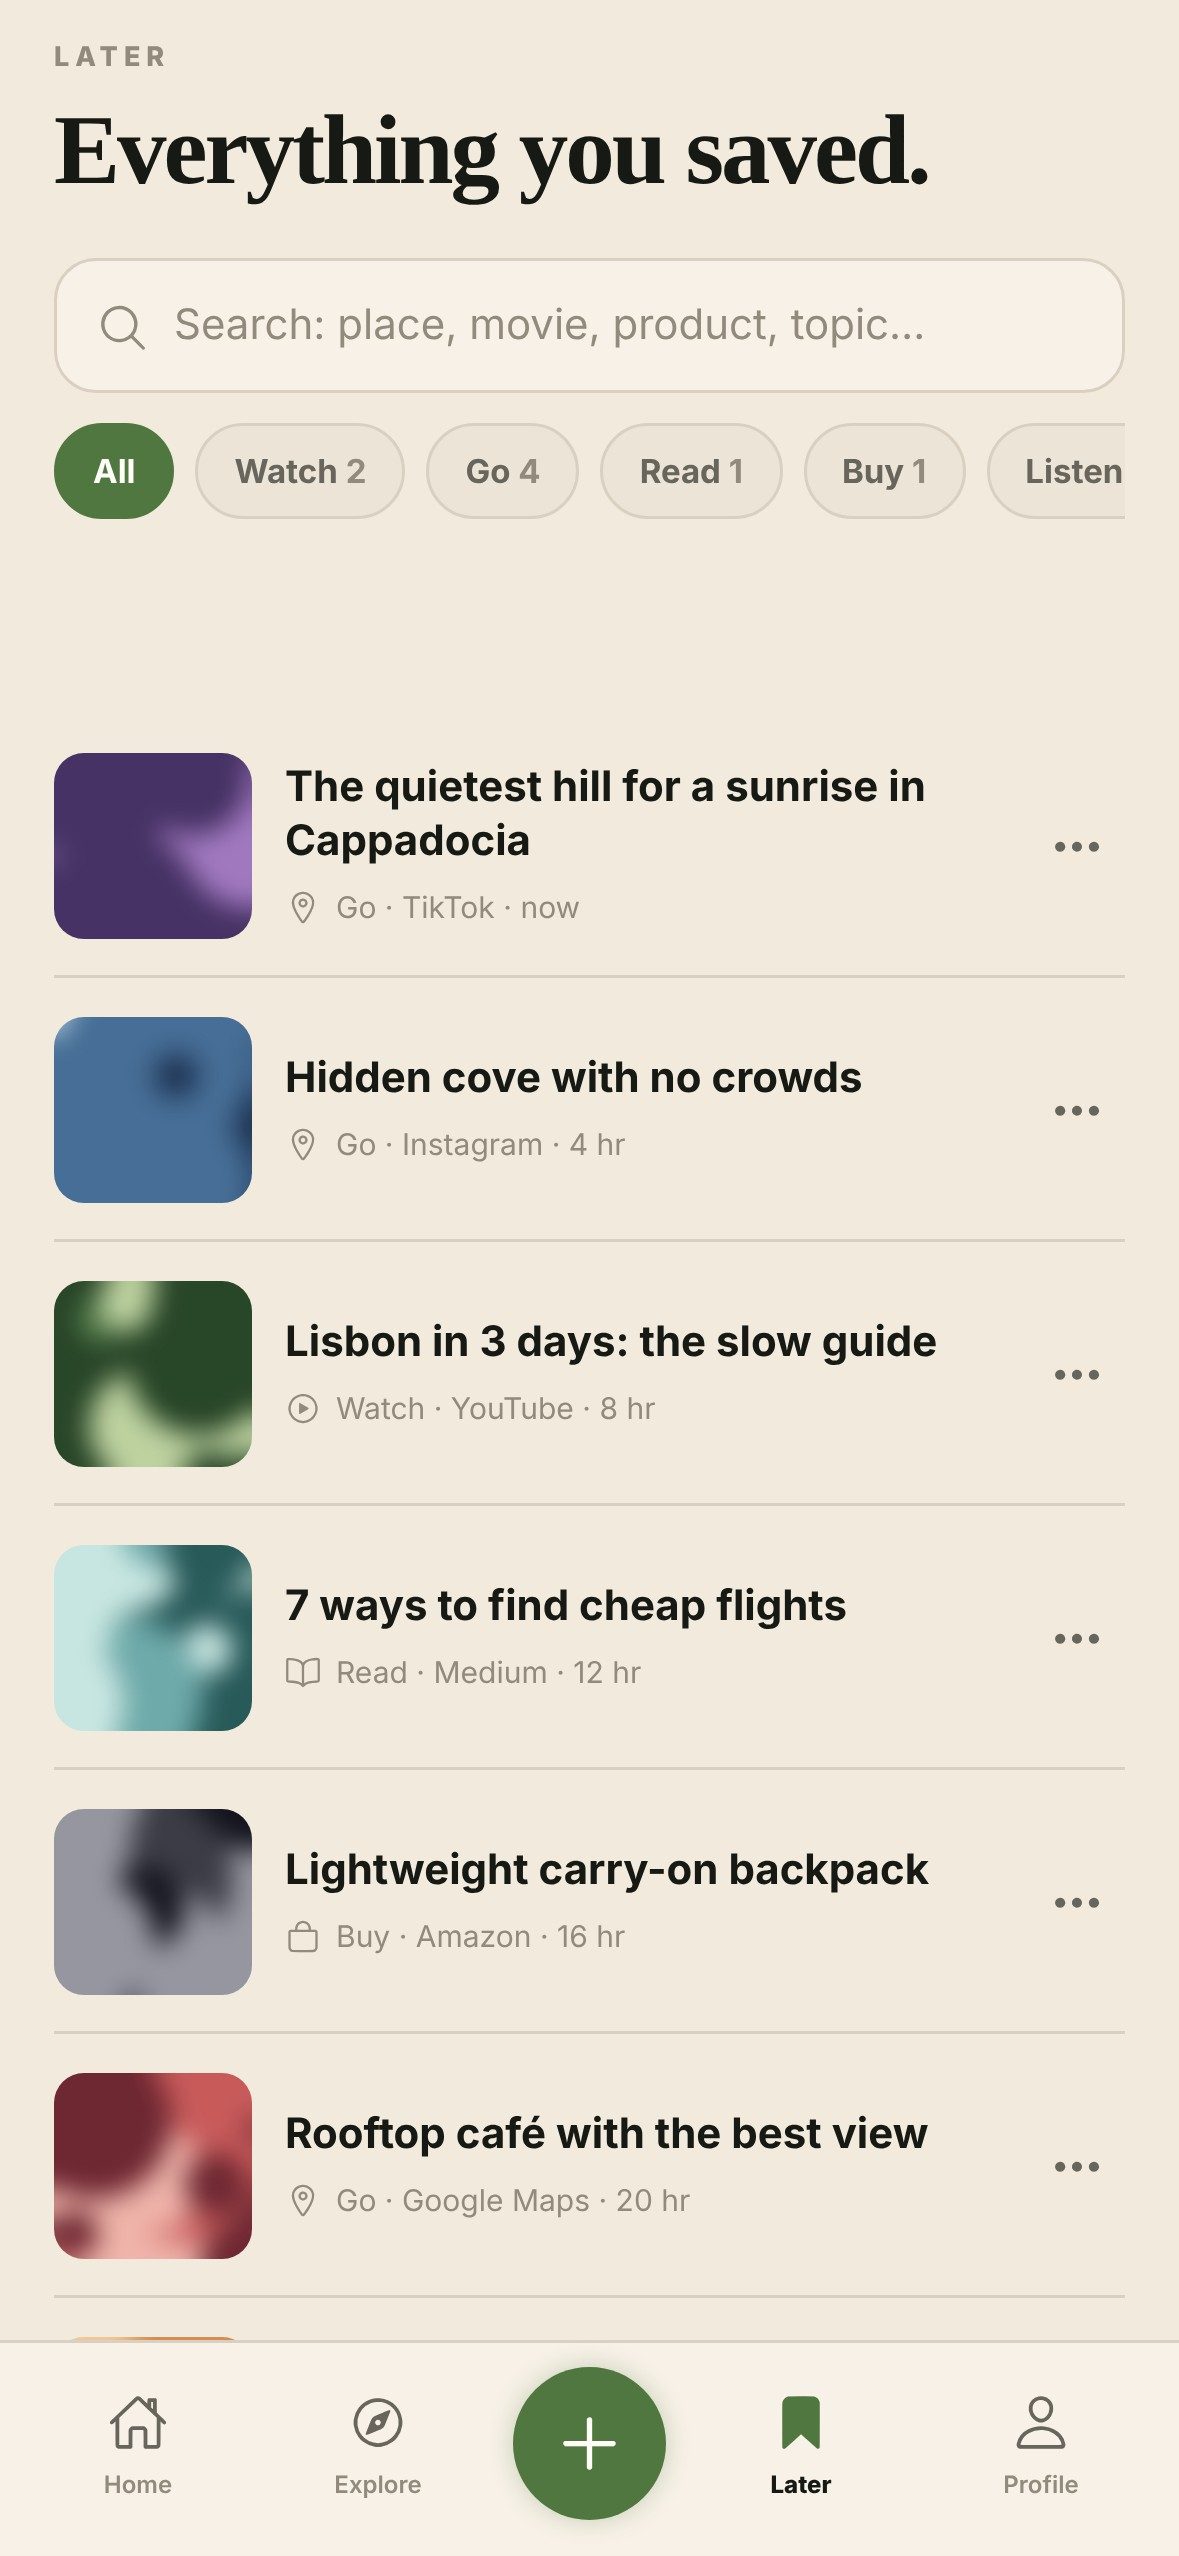 LATER
Everything you saved.
Search: place, movie, product, topic...
All
Watch 2
Go 4
Read 1
Buy 1
Listen
The quietest hill for a sunrise in
Cappadocia
Go · TikTok · now
Hidden cove with no crowds
Go · Instagram · 4 hr
Lisbon in 3 days: the slow guide
Watch · YouTube · 8 hr
7 ways to find cheap flights
Read · Medium · 12 hr
Lightweight carry-on backpack
Buy · Amazon · 16 hr
Rooftop café with the best view
Go · Google Maps · 20 hr
Home
Explore
Later
Profile